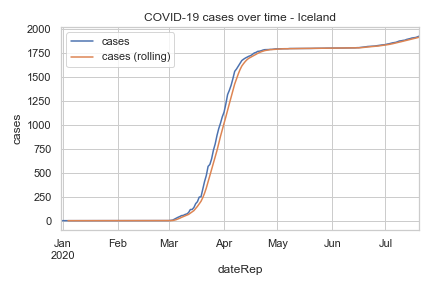 COVID-19 cases over time - Iceland
cases
cases (rolling)
2000
1750
1500
1250
1000
750
500
250
0
cases
Jan Feb Mar Apr May Jun Jul
2020
dateRep